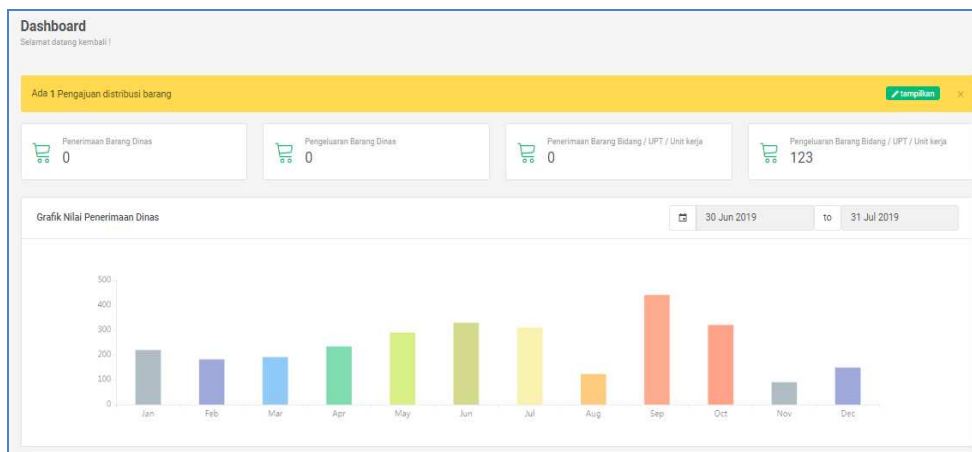 Dashboard
Selamat datang kembali !
Ada 1 Pengajuan distribusi barang
tampilkan ×
Penerimaan Barang Dinas
0
Pengeluaran Barang Dinas
0
Penerimaan Barang Bidang / UPT / Unit kerja
0
Pengeluaran Barang Bidang / UPT / Unit kerja
123
Grafik Nilai Penerimaan Dinas
30 Jun 2019 to 31 Jul 2019
500
400
300
200
100
0
Jan Feb Mar Apr May Jun Jul Aug Sep Oct Nov Dec